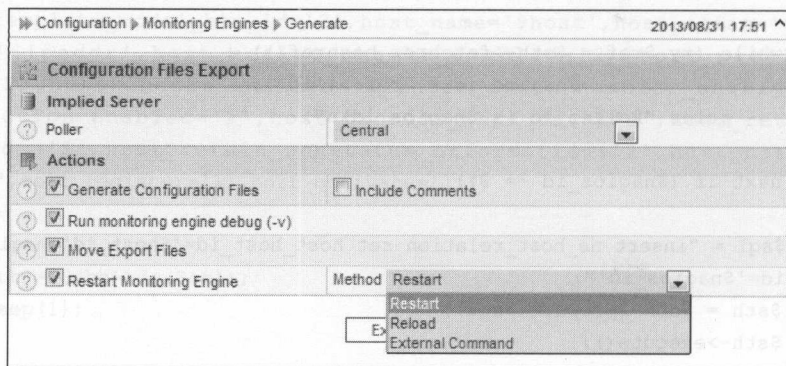 Configuration Monitoring Engines Generate 2013/08/31 17:51
Configuration Files Export
Implied Server
Poller Central
Actions
Generate Configuration Files Include Comments
Run monitoring engine debug (-v)
Move Export Files
Restart Monitoring Engine Method Restart
Restart
Ex Reload
External Command